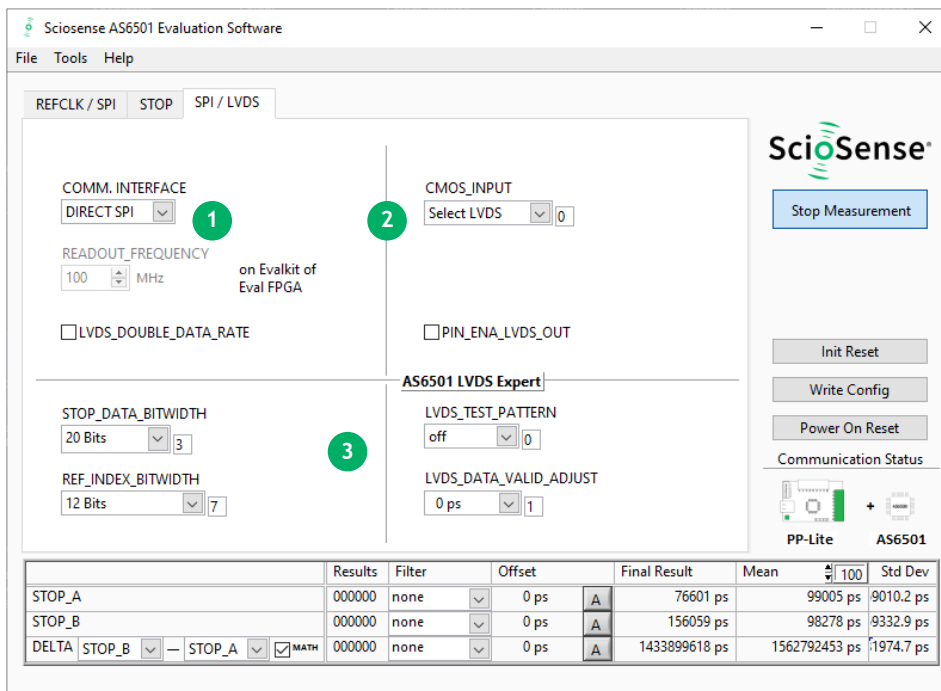 Sciosense AS6501 Evaluation Software
File Tools Help
REFCLK / SPI STOP SPI / LVDS
ScioSense
COMM. INTERFACE
DIRECT SPI
1
2
CMOS_INPUT
Select LVDS 0
Stop Measurement
READOUT_FREQUENCY
100 MHz
on Evalkit of
Eval FPGA
LVDS_DOUBLE_DATA_RATE
PIN_ENA_LVDS_OUT
Init Reset
AS6501 LVDS Expert
Write Config
STOP_DATA_BITWIDTH
20 Bits 3
3
LVDS_TEST_PATTERN
off 0
Power On Reset
Communication Status
REF_INDEX_BITWIDTH
12 Bits 7
LVDS_DATA_VALID_ADJUST
0 ps 1
+
PP-Lite AS6501
Results Filter Offset Final Result Mean 100 Std Dev
STOP_A 000000 none 0 ps A 76601 ps 99005 ps 9010.2 ps
STOP_B 000000 none 0 ps A 156059 ps 98278 ps 9332.9 ps
DELTA STOP_B — STOP_A MATH 000000 none 0 ps A 1433899618 ps 1562792453 ps 1974.7 ps